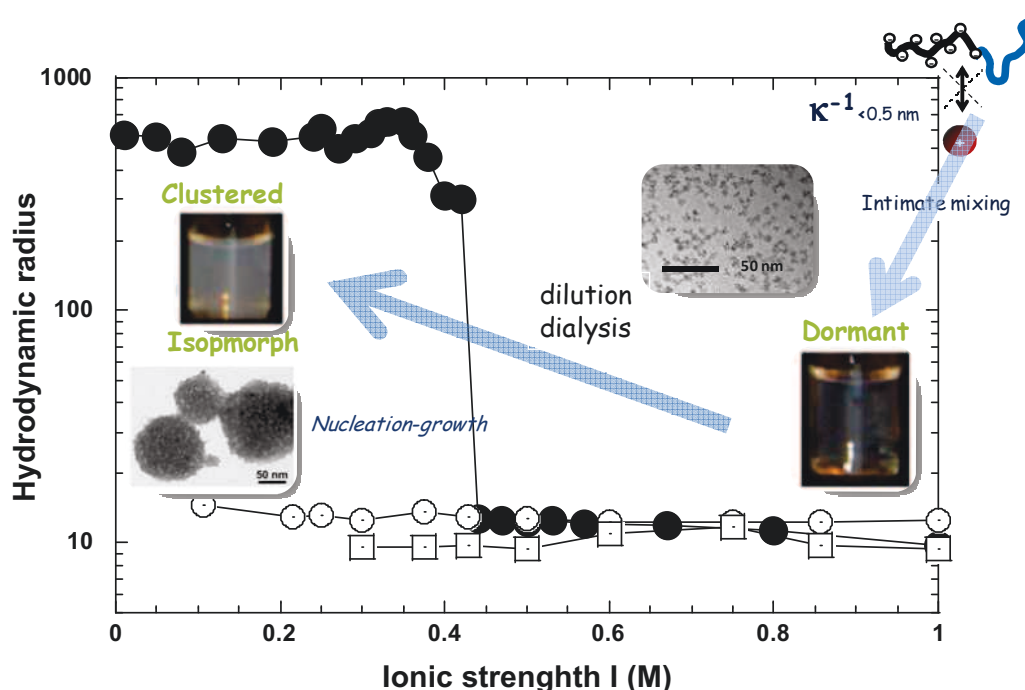 κ⁻¹ <0.5 nm
Intimate mixing
1000
100
10
Hydrodynamic radius
Clustered
Isopmorph
50 nm
Nucleation-growth
dilution
dialysis
50 nm
Dormant
0 0.2 0.4 0.6 0.8 1
Ionic strenghth I (M)